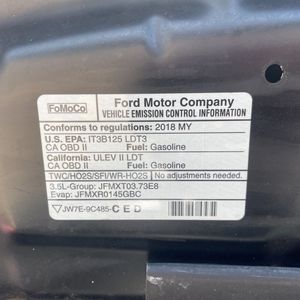 FoMoCo
Ford Motor Company
VEHICLE EMISSION CONTROL INFORMATION
Conforms to regulations: 2018 MY
U.S. EPA: IT3B125 LDT3
CA OBD II Fuel: Gasoline
California: ULEV II LDT
CA OBD II Fuel: Gasoline
TWC/HO2S/SFI/WR-HO2S No adjustments needed.
3.5L-Group: JFMXT03.73E8
Evap: JFMXR0145GBC
JW7E-9C485-CED